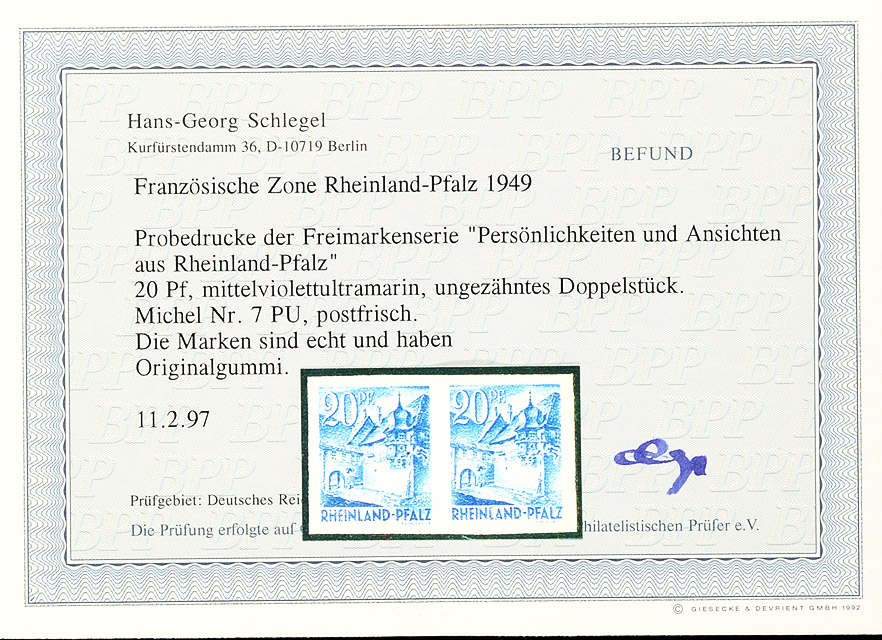 Hans-Georg Schlegel
Kurfürstendamm 36, D-10719 Berlin
BEFUND
Französische Zone Rheinland-Pfalz 1949
Probedrucke der Freimarkenserie "Persönlichkeiten und Ansichten
aus Rheinland-Pfalz"
20 Pf, mittelviolettultramarin, ungezähntes Doppelstück.
Michel Nr. 7 PU, postfrisch.
Die Marken sind echt und haben
Originalgummi.
11.2.97
20 PF 20 PF
RHEINLAND-PFALZ RHEINLAND-PFALZ
Prüfgebiet: Deutsches Rei
Die Prüfung erfolgte auf hilatelistischen Prüfer e.V.
© GIESECKE & DEVRIENT GMBH 1992